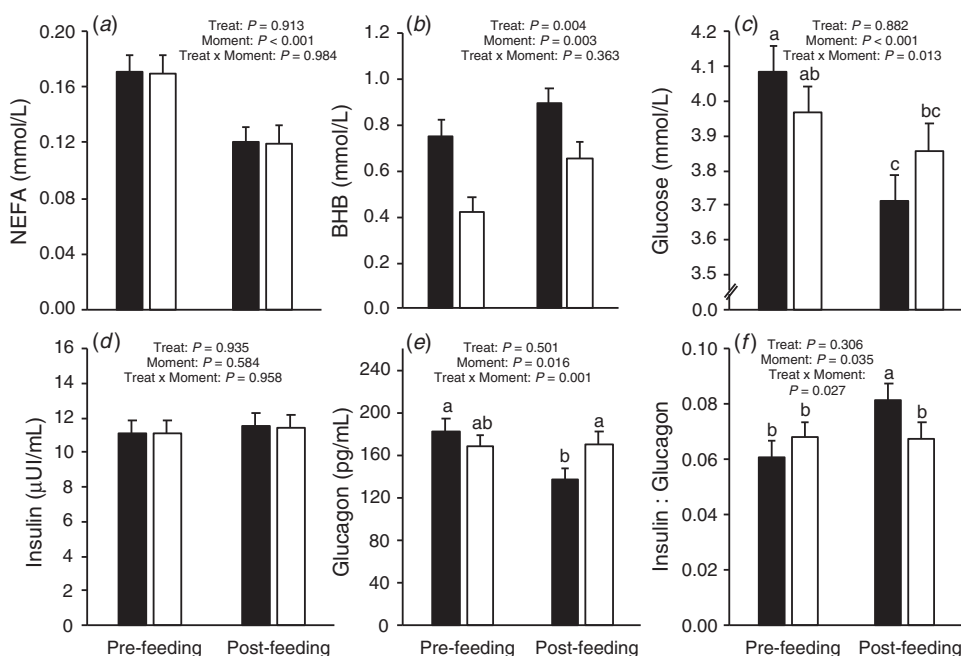 (a)
Treat: P = 0.913
Moment: P < 0.001
Treat x Moment: P = 0.984
NEFA (mmol/L)
0.20
0.16
0.12
0.08
0.04
0.00
(b)
Treat: P = 0.004
Moment: P = 0.003
Treat x Moment: P = 0.363
BHB (mmol/L)
1.2
1.0
0.8
0.6
0.4
0.2
0.0
(c)
Treat: P = 0.882
Moment: P < 0.001
Treat x Moment: P = 0.013
Glucose (mmol/L)
4.2
4.1
4.0
3.9
3.8
3.7
3.6
3.5
0.0
a
ab
c
bc
(d)
Treat: P = 0.935
Moment: P = 0.584
Treat x Moment: P = 0.958
Insulin (µUI/mL)
16
14
12
10
8
6
4
2
0
Pre-feeding Post-feeding
(e)
Treat: P = 0.501
Moment: P = 0.016
Treat x Moment: P = 0.001
Glucagon (pg/mL)
240
200
160
120
80
40
0
a
ab
b
a
Pre-feeding Post-feeding
(f)
Treat: P = 0.306
Moment: P = 0.035
Treat x Moment:
P = 0.027
Insulin : Glucagon
0.10
0.08
0.06
0.04
0.02
0.00
b
b
a
b
Pre-feeding Post-feeding